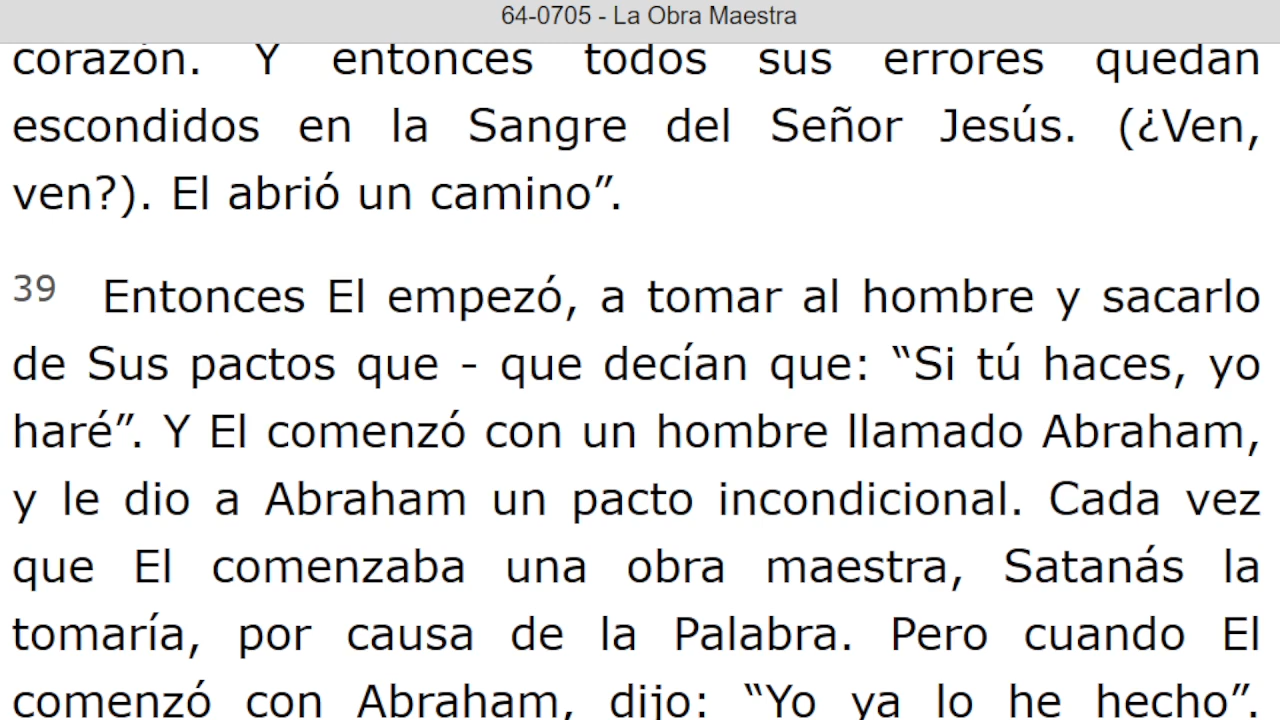 64-0705 - La Obra Maestra
corazón. Y entonces todos sus errores quedan
escondidos en la Sangre del Señor Jesús. (¿Ven,
ven?). El abrió un camino”.
39 Entonces El empezó, a tomar al hombre y sacarlo
de Sus pactos que - que decían que: “Si tú haces, yo
haré”. Y El comenzó con un hombre llamado Abraham,
y le dio a Abraham un pacto incondicional. Cada vez
que El comenzaba una obra maestra, Satanás la
tomaría, por causa de la Palabra. Pero cuando El
comenzó con Abraham, dijo: “Yo ya lo he hecho”.